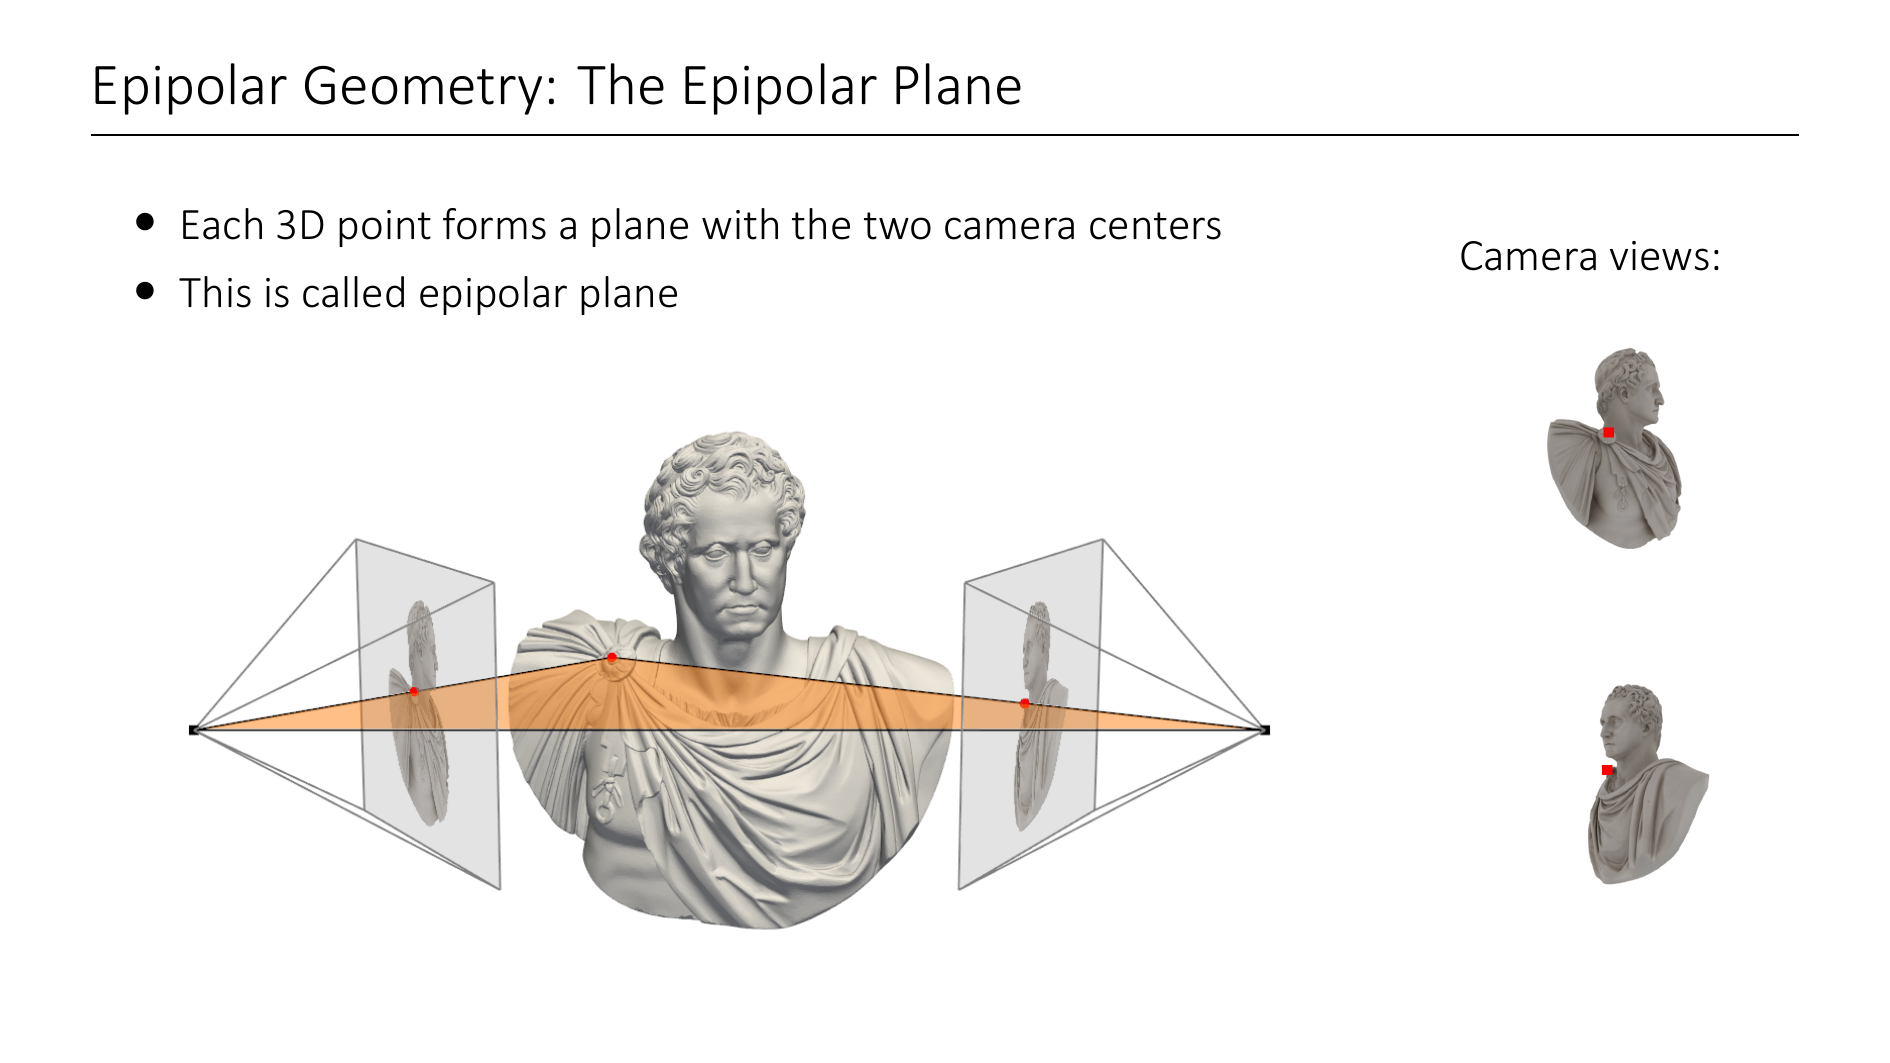 Epipolar Geometry: The Epipolar Plane
● Each 3D point forms a plane with the two camera centers
● This is called epipolar plane
Camera views: